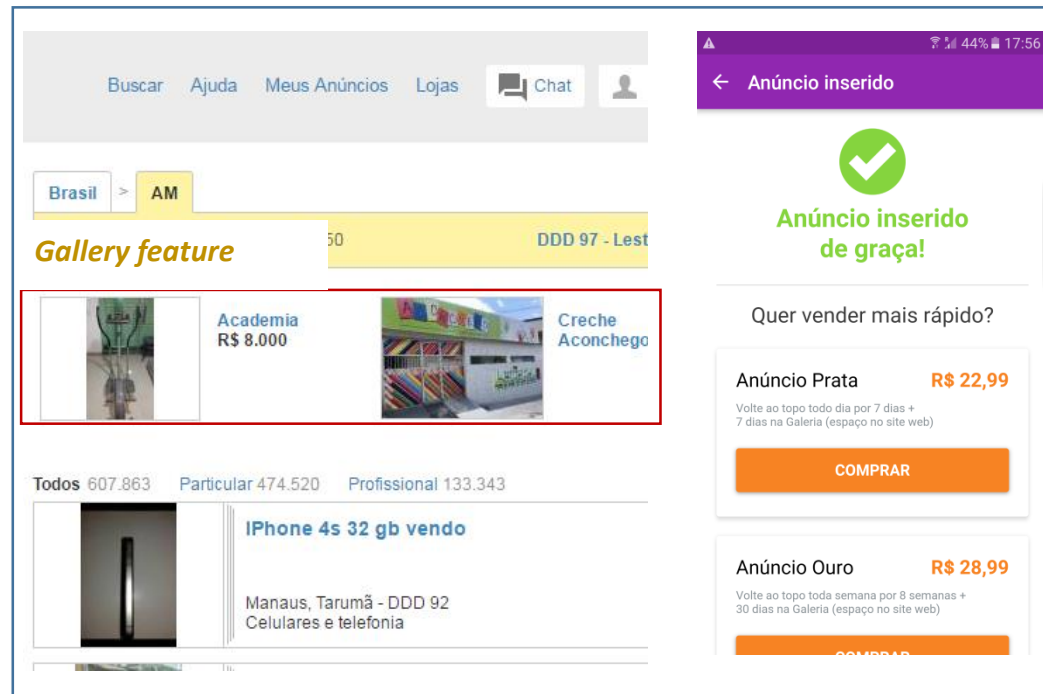 Buscar Ajuda Meus Anúncios Lojas Chat
Brasil > AM
Gallery feature
50 DDD 97 - Lest
Academia
R$ 8.000
Creche
Aconchego
Todos 607.863 Particular 474.520 Profissional 133.343
IPhone 4s 32 gb vendo
Manaus, Tarumã - DDD 92
Celulares e telefonia
44% 17:56
← Anúncio inserido
Anúncio inserido
de graça!
Quer vender mais rápido?
Anúncio Prata R$ 22,99
Volte ao topo todo dia por 7 dias +
7 dias na Galeria (espaço no site web)
COMPRAR
Anúncio Ouro R$ 28,99
Volte ao topo toda semana por 8 semanas +
30 dias na Galeria (espaço no site web)
COMPRAR